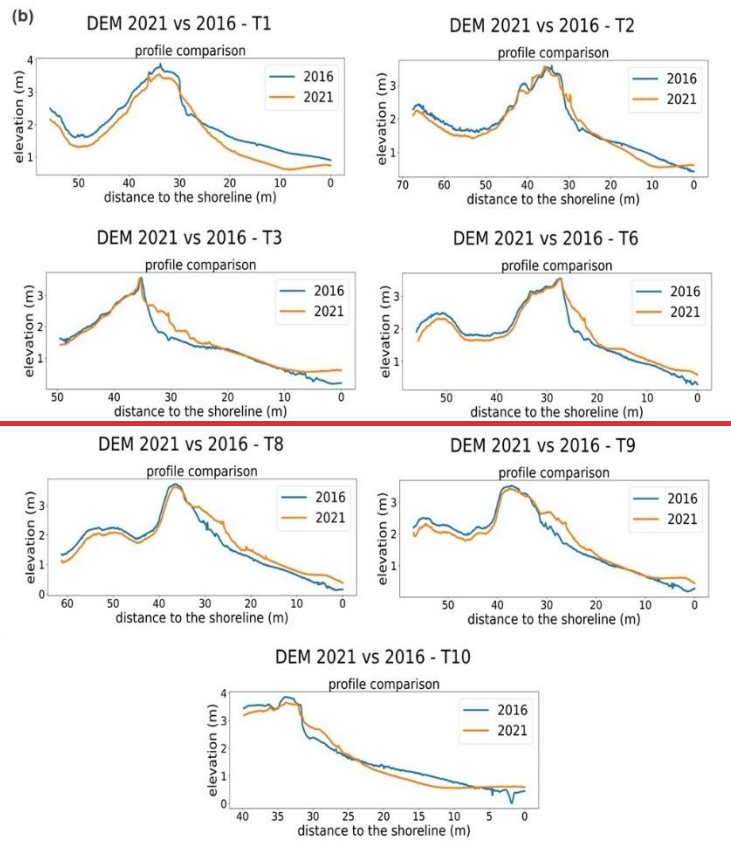 (b)
DEM 2021 vs 2016 - T1
profile comparison
elevation (m)
4
3
2
1
2016
2021
50 40 30 20 10 0
distance to the shoreline (m)
DEM 2021 vs 2016 - T2
profile comparison
elevation (m)
3
2
1
2016
2021
70 60 50 40 30 20 10 0
distance to the shoreline (m)
DEM 2021 vs 2016 - T3
profile comparison
elevation (m)
3
2
1
2016
2021
50 40 30 20 10 0
distance to the shoreline (m)
DEM 2021 vs 2016 - T6
profile comparison
elevation (m)
3
2
1
2016
2021
50 40 30 20 10 0
distance to the shoreline (m)
DEM 2021 vs 2016 - T8
profile comparison
elevation (m)
3
2
1
0
2016
2021
60 50 40 30 20 10 0
distance to the shoreline (m)
DEM 2021 vs 2016 - T9
profile comparison
elevation (m)
3
2
1
2016
2021
50 40 30 20 10 0
distance to the shoreline (m)
DEM 2021 vs 2016 - T10
profile comparison
elevation (m)
4
3
2
1
0
2016
2021
40 35 30 25 20 15 10 5 0
distance to the shoreline (m)